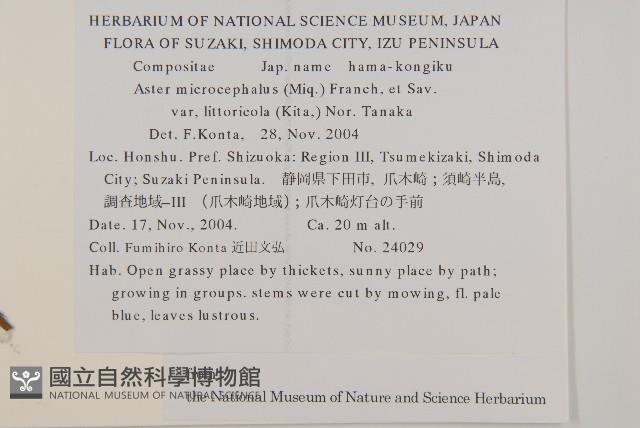 HERBARIUM OF NATIONAL SCIENCE MUSEUM, JAPAN
FLORA OF SUZAKI, SHIMODA CITY, IZU PENINSULA
Compositae Jap. name hama-kongiku
Aster microcephalus (Miq.) Franch, et Sav.
var, littoricola (Kita,) Nor. Tanaka
Det. F.Konta, 28, Nov. 2004
Loc. Honshu. Pref. Shizuoka: Region III, Tsumekizaki, Shimoda
City; Suzaki Peninsula. 静岡県下田市, 爪木崎；須崎半島,
調査地域–III （爪木崎地域）；爪木崎灯台の手前
Date. 17, Nov., 2004. Ca. 20 m alt.
Coll. Fumihiro Konta 近田文弘 No. 24029
Hab. Open grassy place by thickets, sunny place by path;
growing in groups. stems were cut by mowing, fl. pale
blue, leaves lustrous.
國立自然科學博物館
NATIONAL MUSEUM OF NATURAL SCIENCE
the National Museum of Nature and Science Herbarium